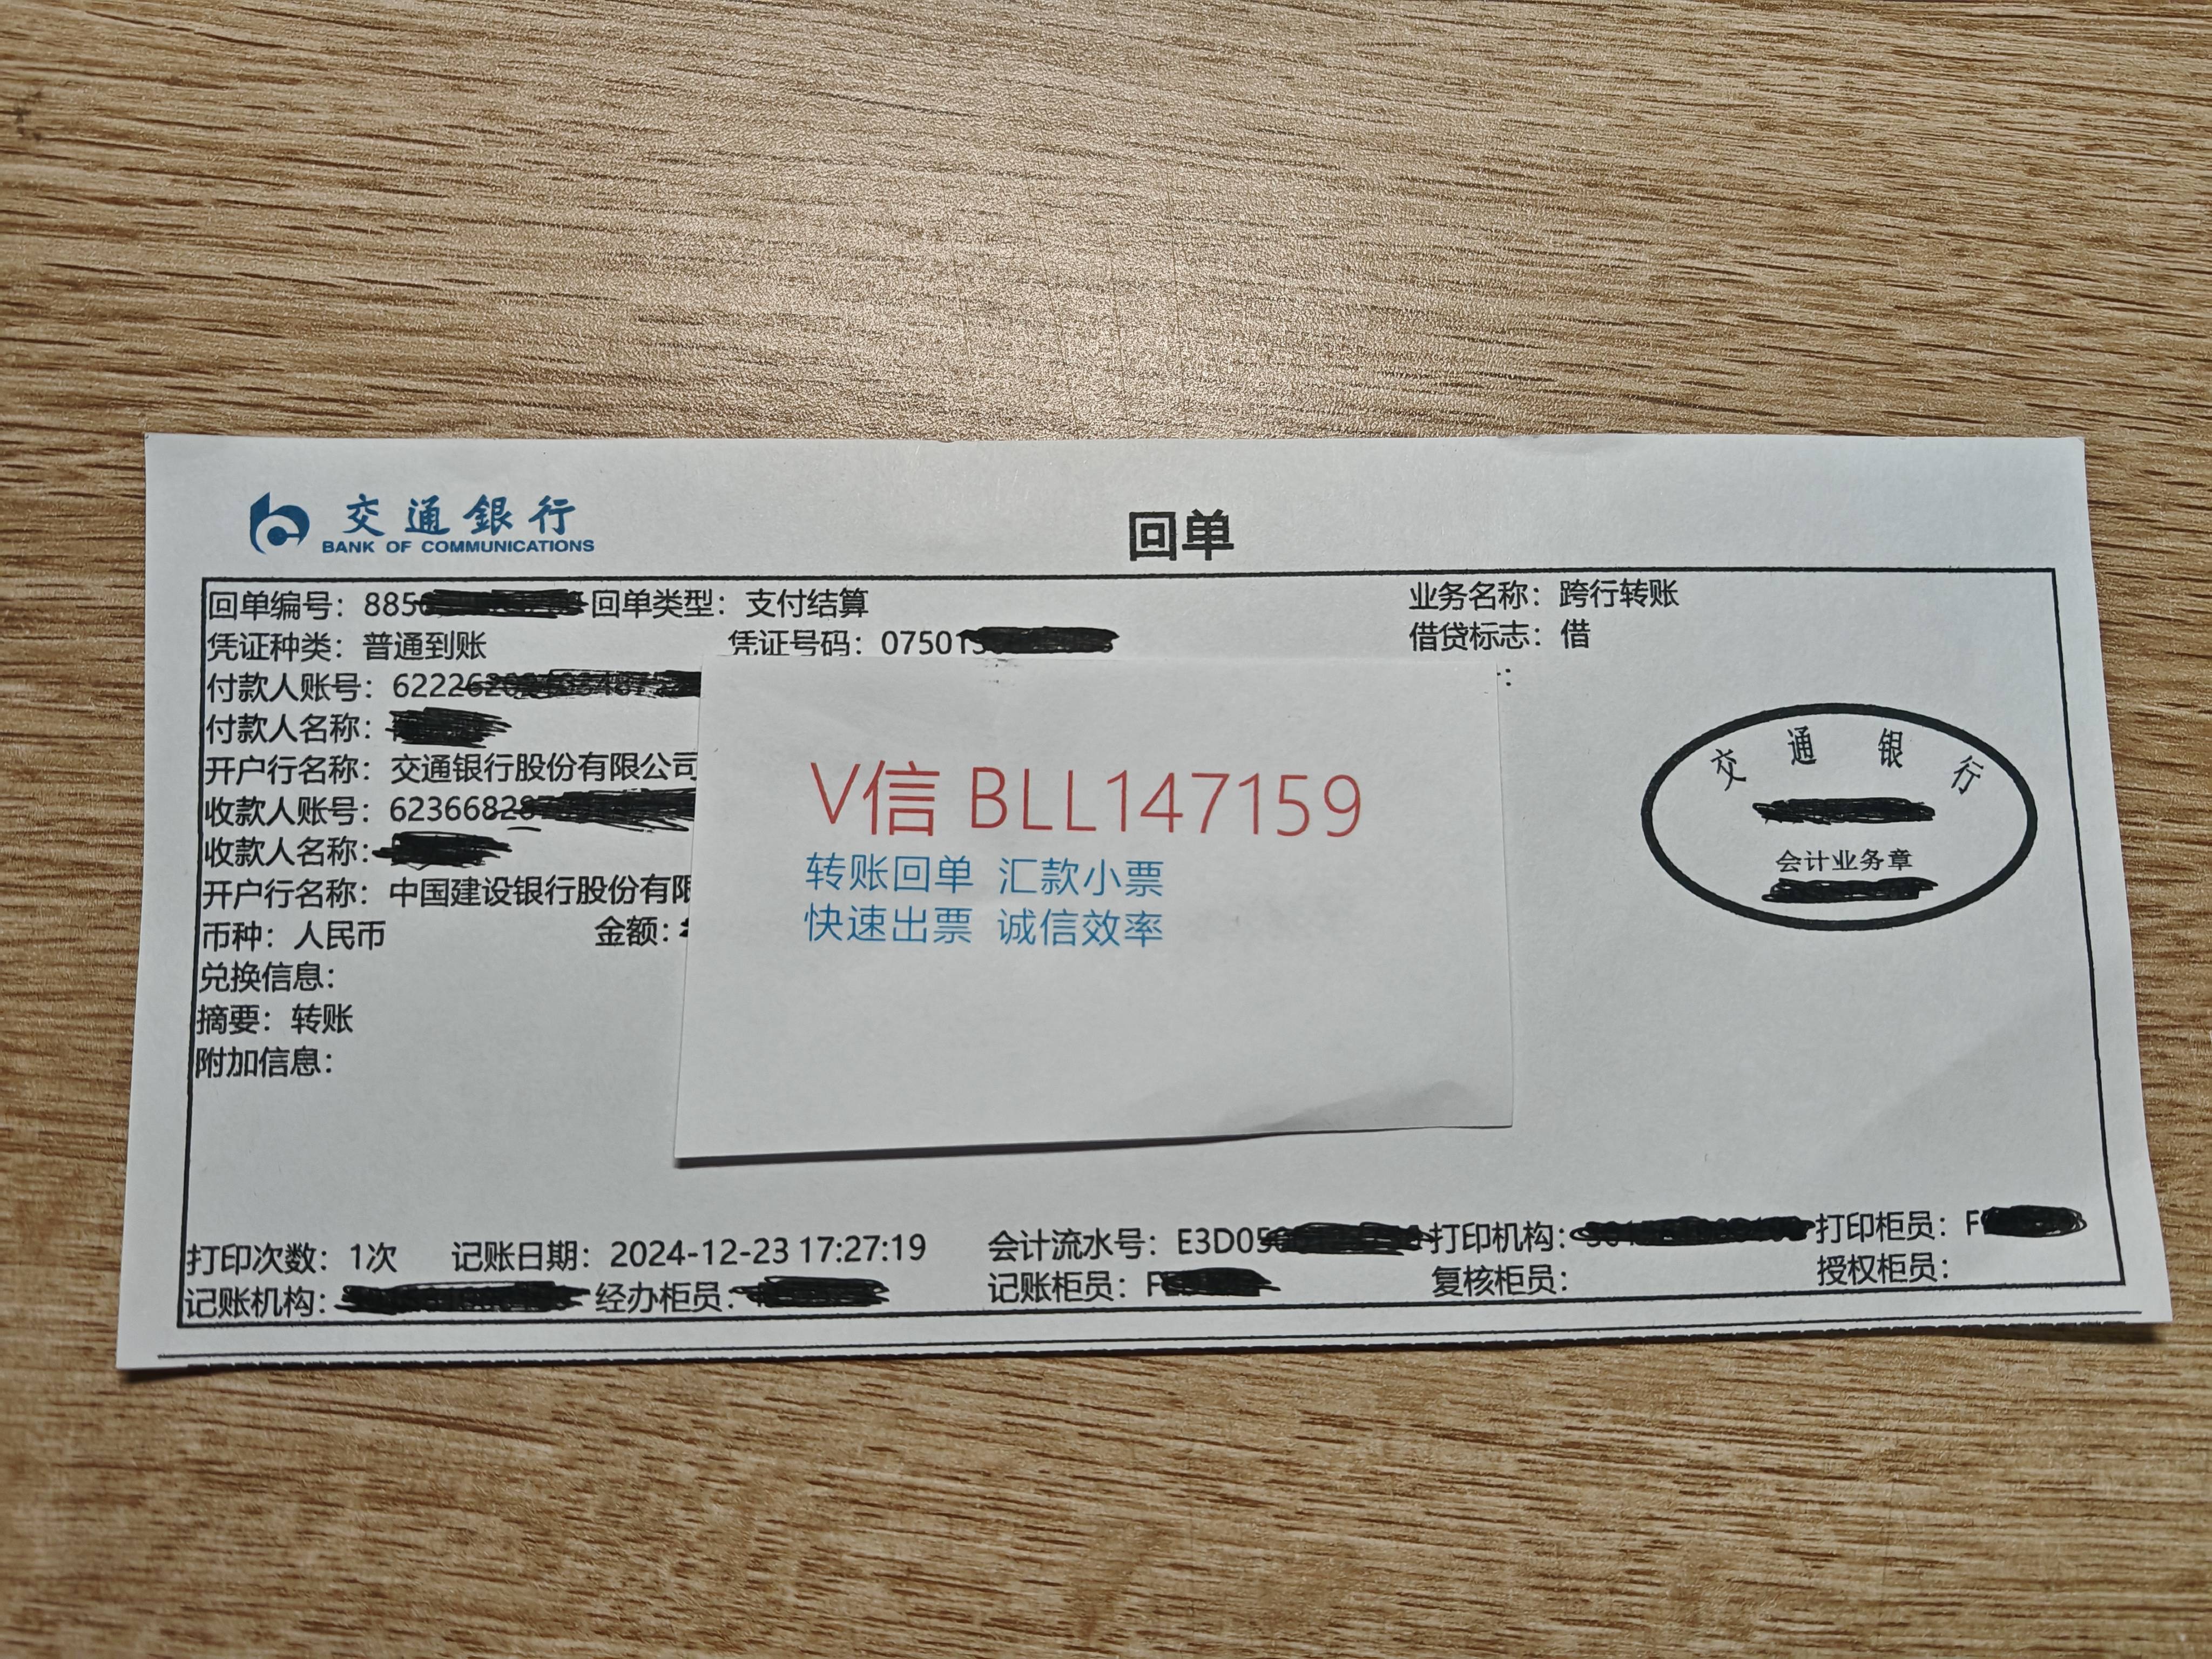 交通銀行
BANK OF COMMUNICATIONS
回单
回单编号：885 回单类型：支付结算 业务名称：跨行转账
凭证种类：普通到账 凭证号码：07501 借贷标志：借
付款人账号：6222
付款人名称：
开户行名称：交通银行股份有限公司
收款人账号：6236682
收款人名称：
开户行名称：中国建设银行股份有限
币种：人民币 金额：
兑换信息：
摘要：转账
附加信息：
V信 BLL147159
转账回单 汇款小票
快速出票 诚信效率
交通银行
会计业务章
打印次数：1次 记账日期：2024-12-23 17:27:19 会计流水号：E3D05 打印机构： 打印柜员：F
记账机构： 经办柜员： 记账柜员：F 复核柜员： 授权柜员：